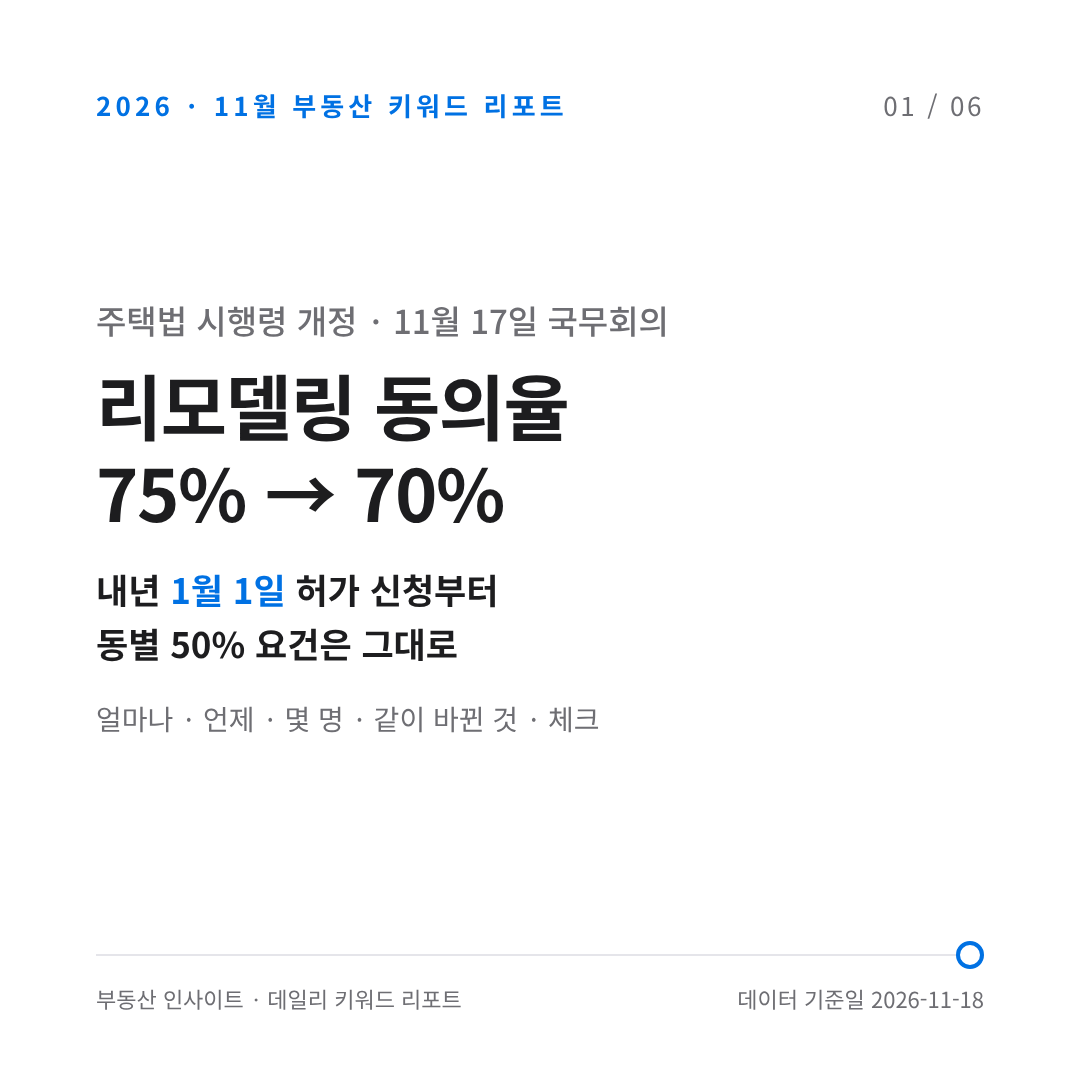 2026 · 11월 부동산 키워드 리포트
01 / 06
주택법 시행령 개정 · 11월 17일 국무회의
리모델링 동의율
75% → 70%
내년 1월 1일 허가 신청부터
동별 50% 요건은 그대로
얼마나 · 언제 · 몇 명 · 같이 바뀐 것 · 체크
부동산 인사이트 · 데일리 키워드 리포트
데이터 기준일 2026-11-18